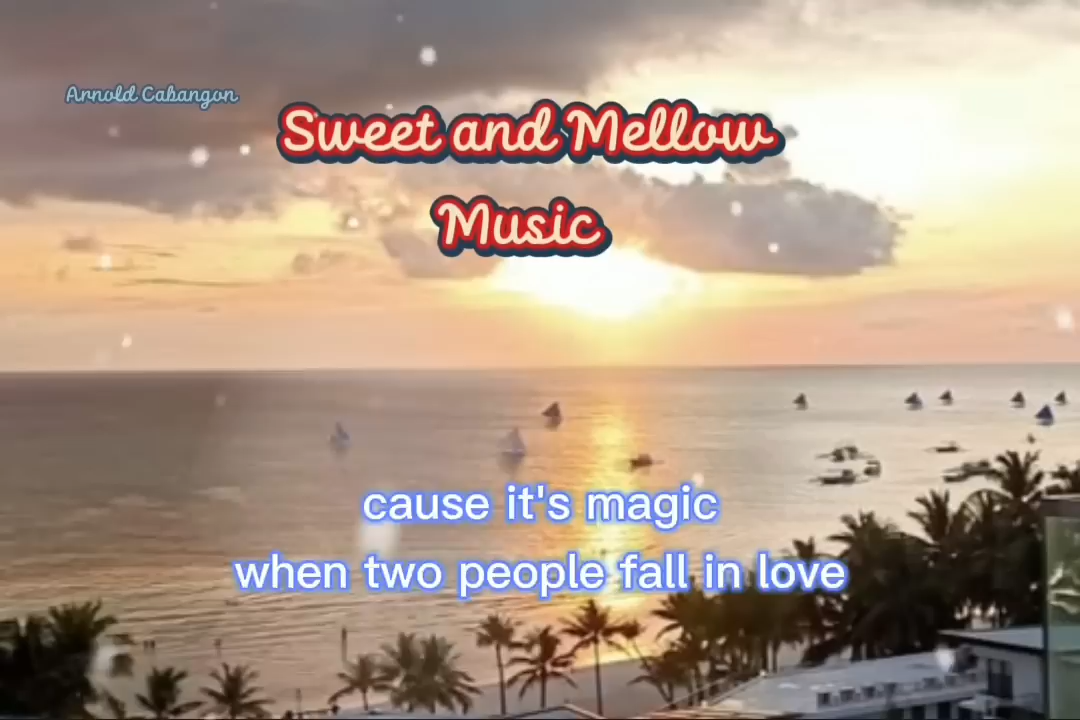 Arnold Cabangon
Sweet and Mellow
Music
cause it's magic
when two people fall in love